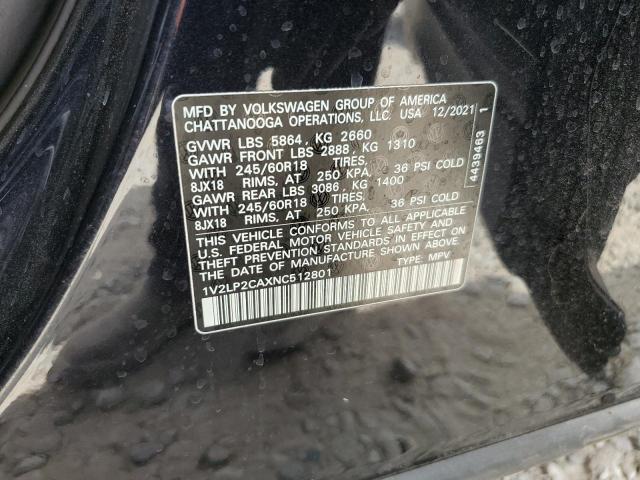 MFD BY VOLKSWAGEN GROUP OF AMERICA
CHATTANOOGA OPERATIONS, LLC. USA 12/2021
GVWR LBS 5864, KG 2660
GAWR FRONT LBS 2888, KG 1310
WITH 245/60R18 TIRES,
8JX18 RIMS, AT 250 KPA, 36 PSI COLD
GAWR REAR LBS 3086, KG 1400
WITH 245/60R18 TIRES,
8JX18 RIMS, AT 250 KPA, 36 PSI COLD
THIS VEHICLE CONFORMS TO ALL APPLICABLE
U.S. FEDERAL MOTOR VEHICLE SAFETY AND
THEFT PREVENTION STANDARDS IN EFFECT ON
THE DATE OF MANUFACTURE SHOWN ABOVE.
1V2LP2CAXNC512801 TYPE: MPV
4439463 1